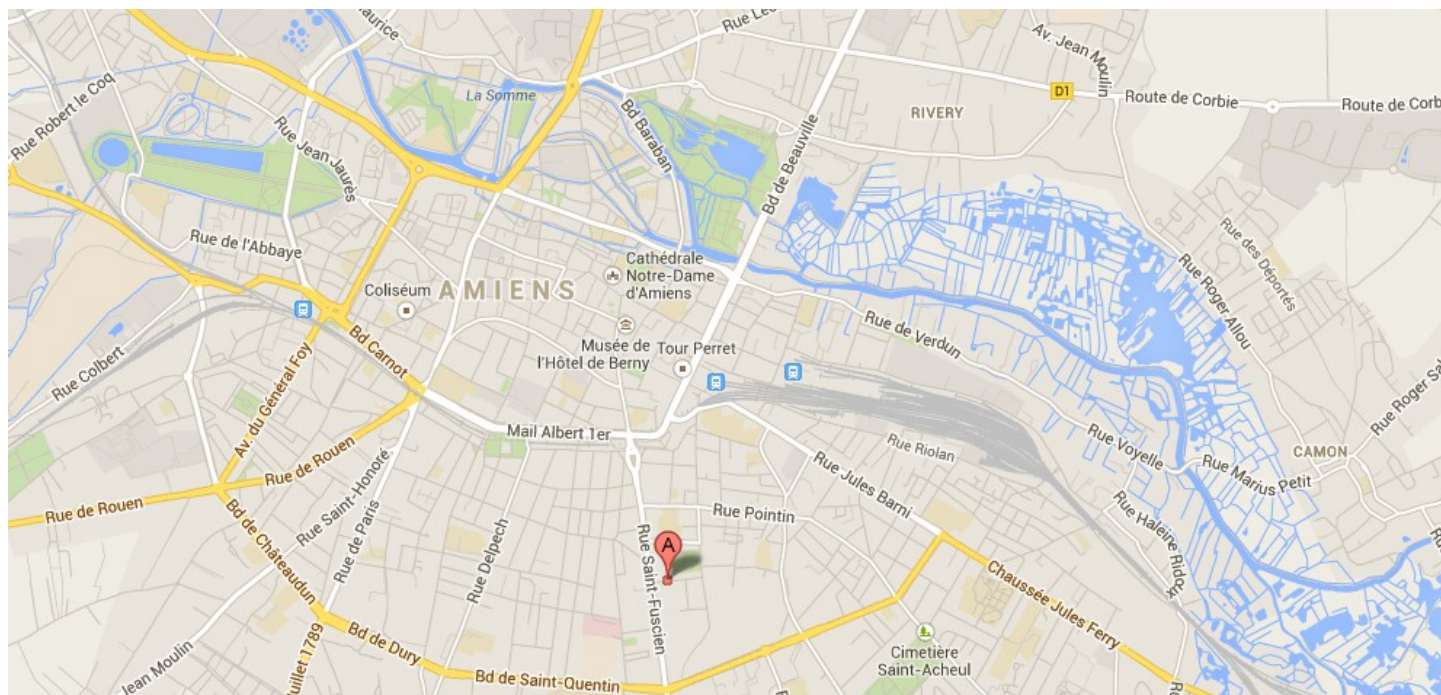 Rue Leo
aurice
Av. Jean Moulin
Rue Robert le Coq
La Somme
D1
Route de Corbie
Route de Corb
Bd Baraban
RIVERY
Rue Jean Jaurès
Bd de Beauville
Rue de l'Abbaye
Rue des Déportés
Cathédrale
Notre-Dame
d'Amiens
Coliséum
AMIENS
Rue Roger Allou
Rue de Verdun
Musée de
l'Hôtel de Berny
Tour Perret
Bd Carnot
Rue Colbert
Av. du Général Foy
Rue Roger Sa
Mail Albert 1er
Rue Riolan
Rue Voyelle
CAMON
Rue Marius Petit
Rue Jules Barni
Rue de Rouen
Rue de Rouen
Rue Saint-Honoré
Rue de Paris
Rue Delpech
Rue Pointin
Rue Haleine Ridoux
Rue Saint-Fuscien
A
Bd de Châteaudun
Chaussée Jules Ferry
Bd de Dury
Cimetière
Saint-Acheul
Jean Moulin
uillet 1789
Bd de Saint-Quentin